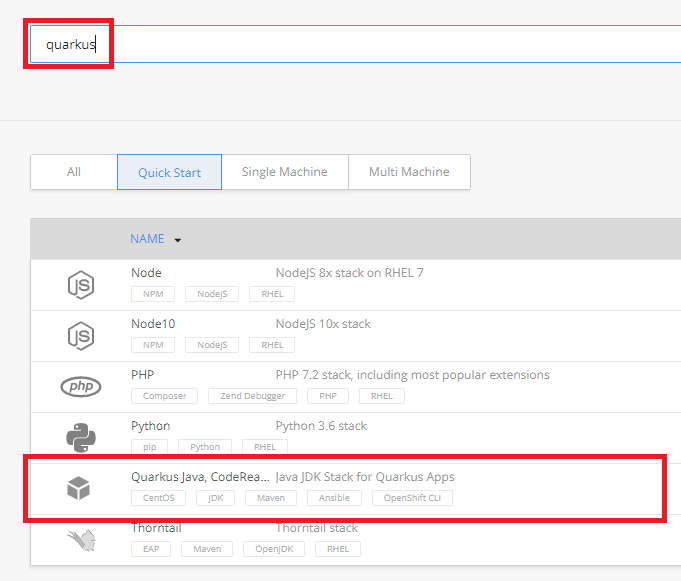 quarkus
All Quick Start Single Machine Multi Machine
NAME
Node NodeJS 8x stack on RHEL 7
NPM NodeJS RHEL
Node10 NodeJS 10x stack
NPM NodeJS RHEL
php PHP PHP 7.2 stack, including most popular extensions
Composer Zend Debugger PHP RHEL
Python Python 3.6 stack
pip Python RHEL
Quarkus Java, CodeRea... Java JDK Stack for Quarkus Apps
CentOS JDK Maven Ansible OpenShift CLI
Thorntail Thorntail stack
EAP Maven OpenJDK RHEL